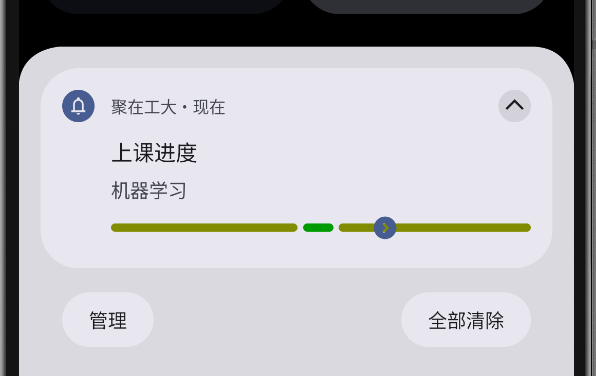 聚在工大・现在
上课进度
机器学习
管理
全部清除